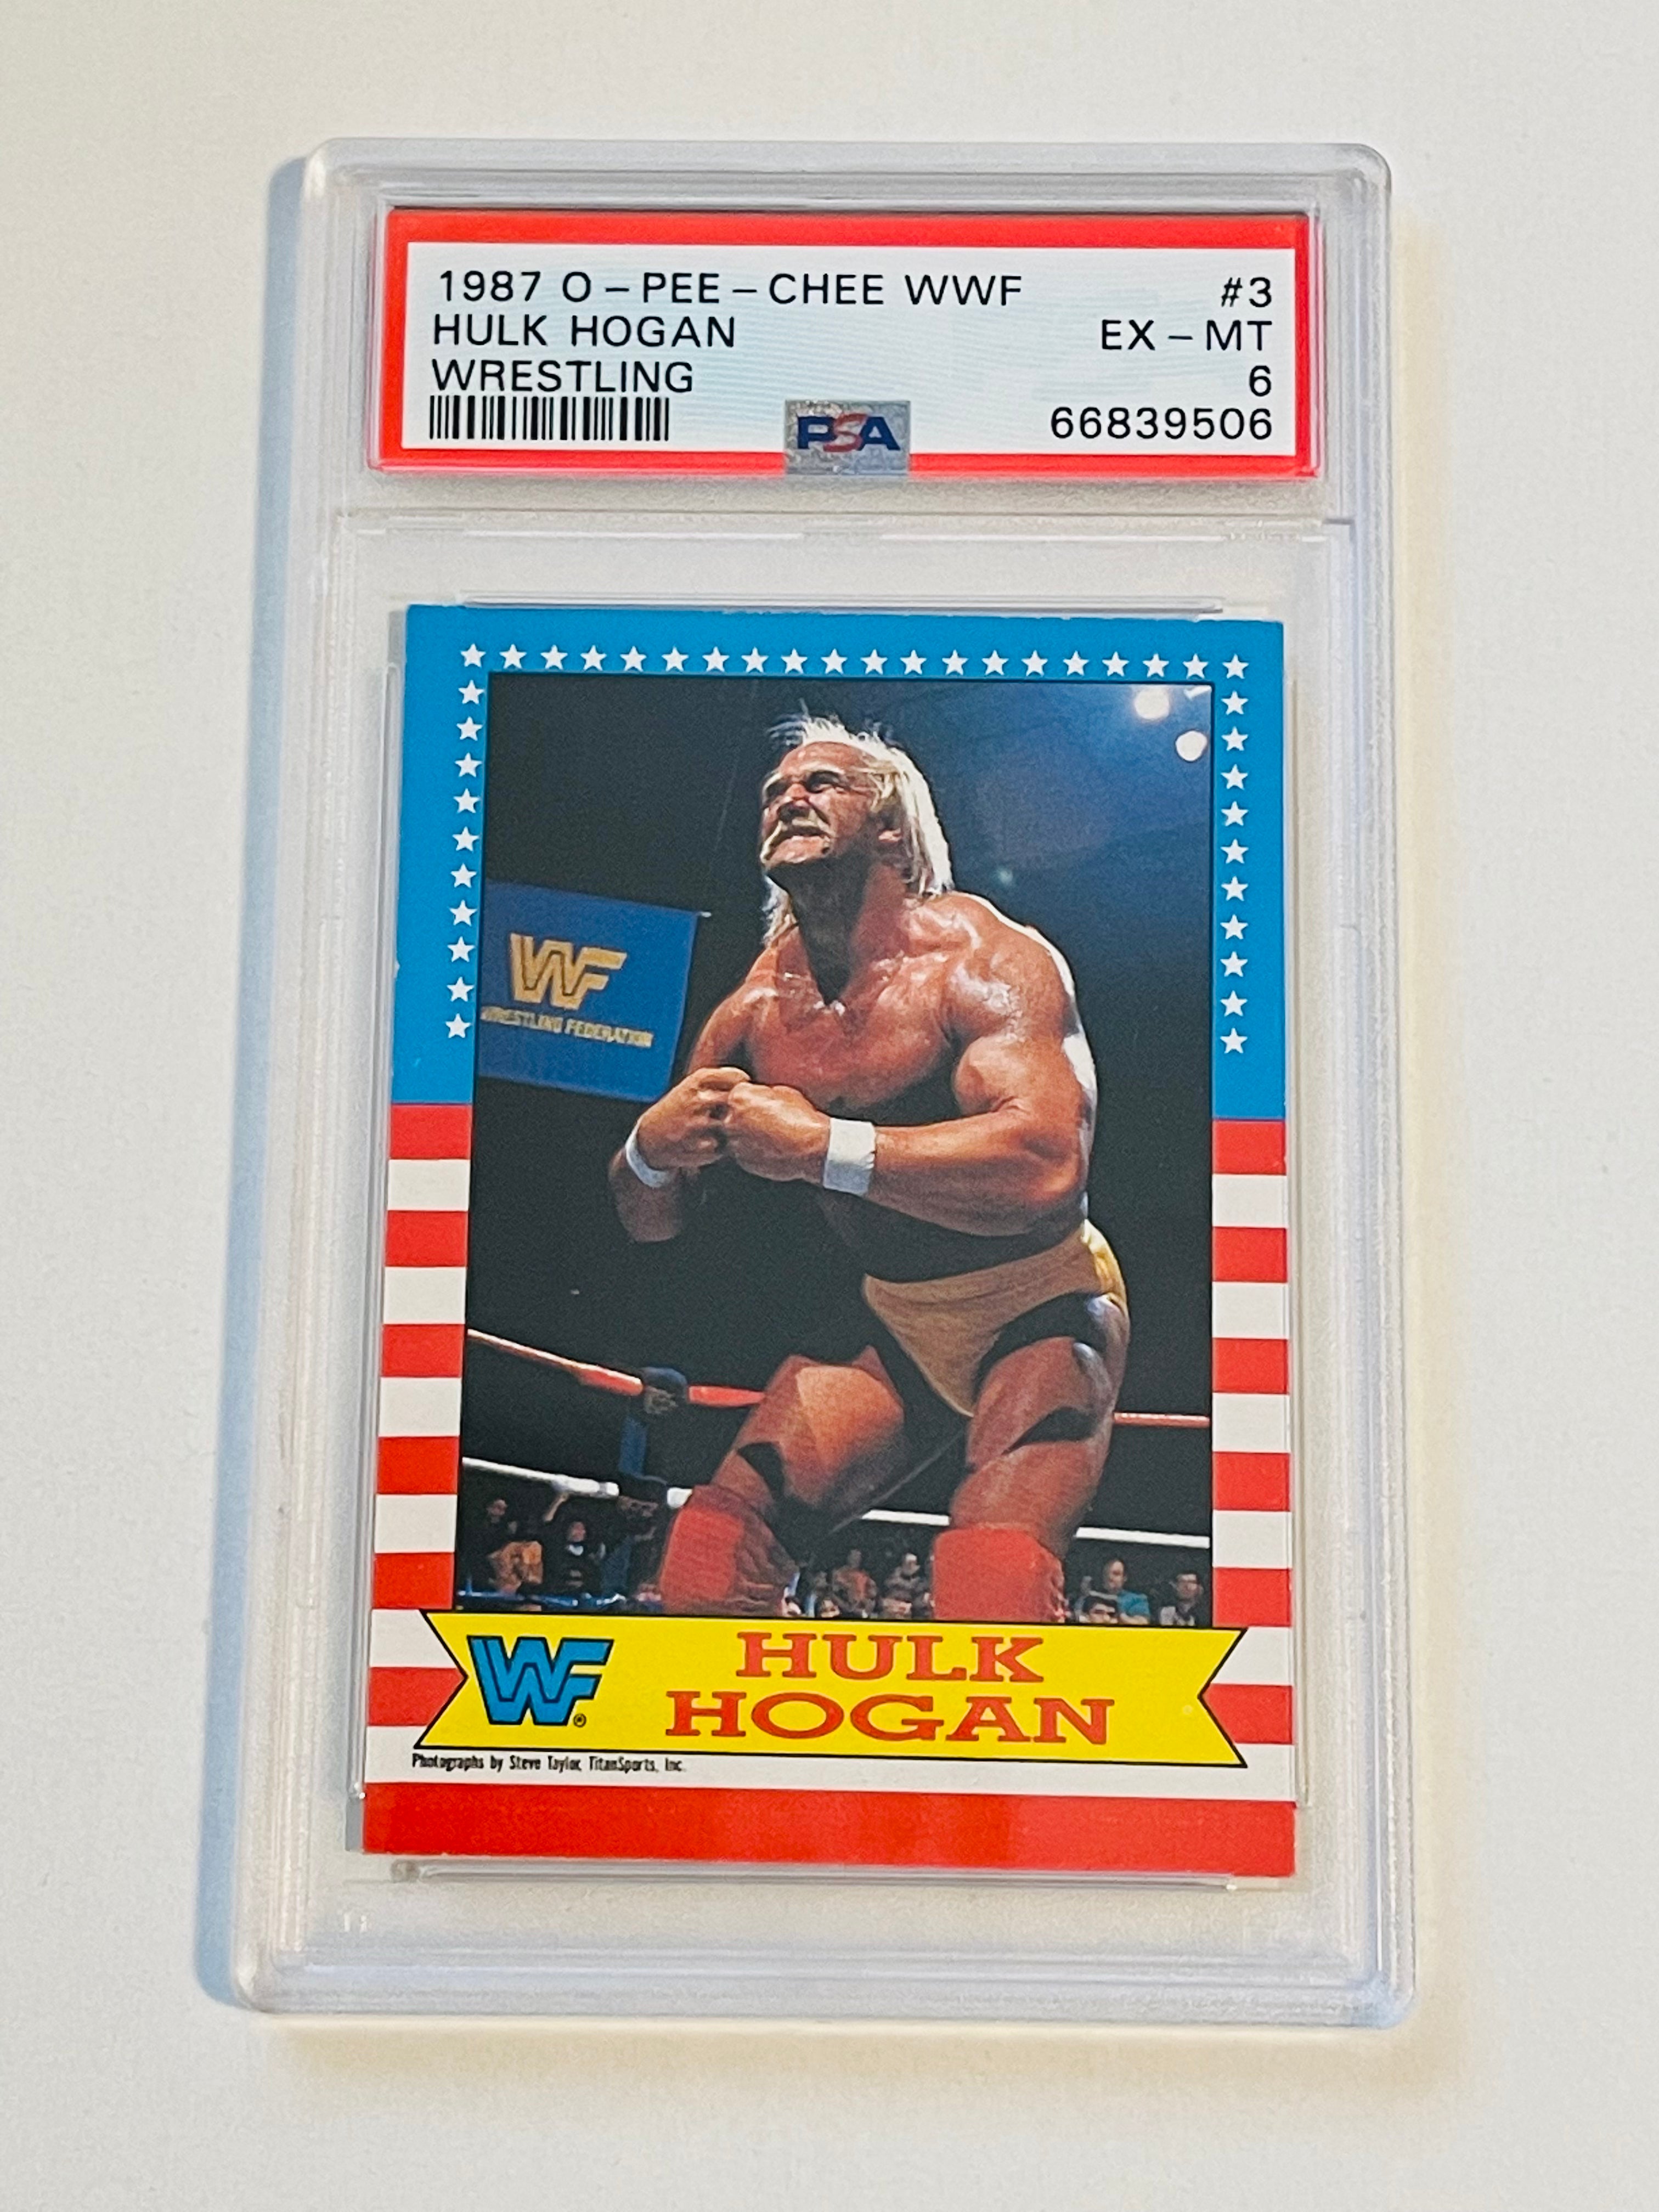 1987 O-PEE-CHEE WWF #3
HULK HOGAN EX-MT
WRESTLING 6
PSA 66839506
WF
WRESTLING FEDERATION
WF®
HULK
HOGAN
Photographs by Steve Taylor, TitanSports, Inc.